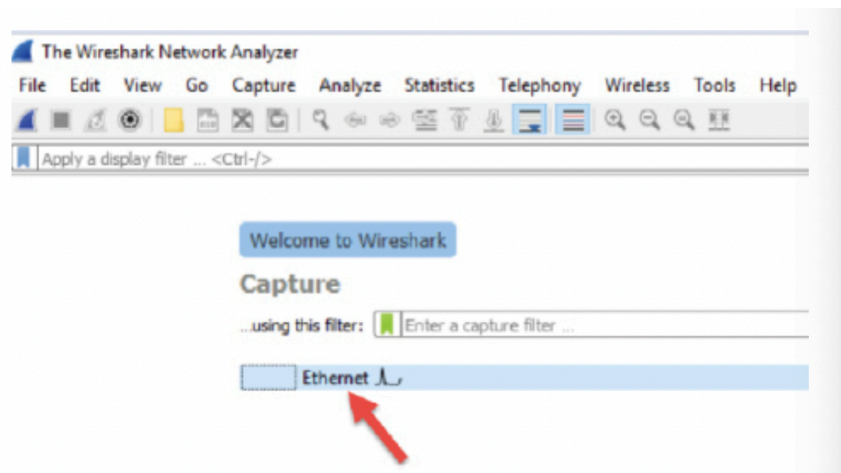 The Wireshark Network Analyzer
File Edit View Go Capture Analyze Statistics Telephony Wireless Tools Help
Apply a display filter ... <Ctrl-/>
Welcome to Wireshark
Capture
...using this filter: Enter a capture filter ...
Ethernet